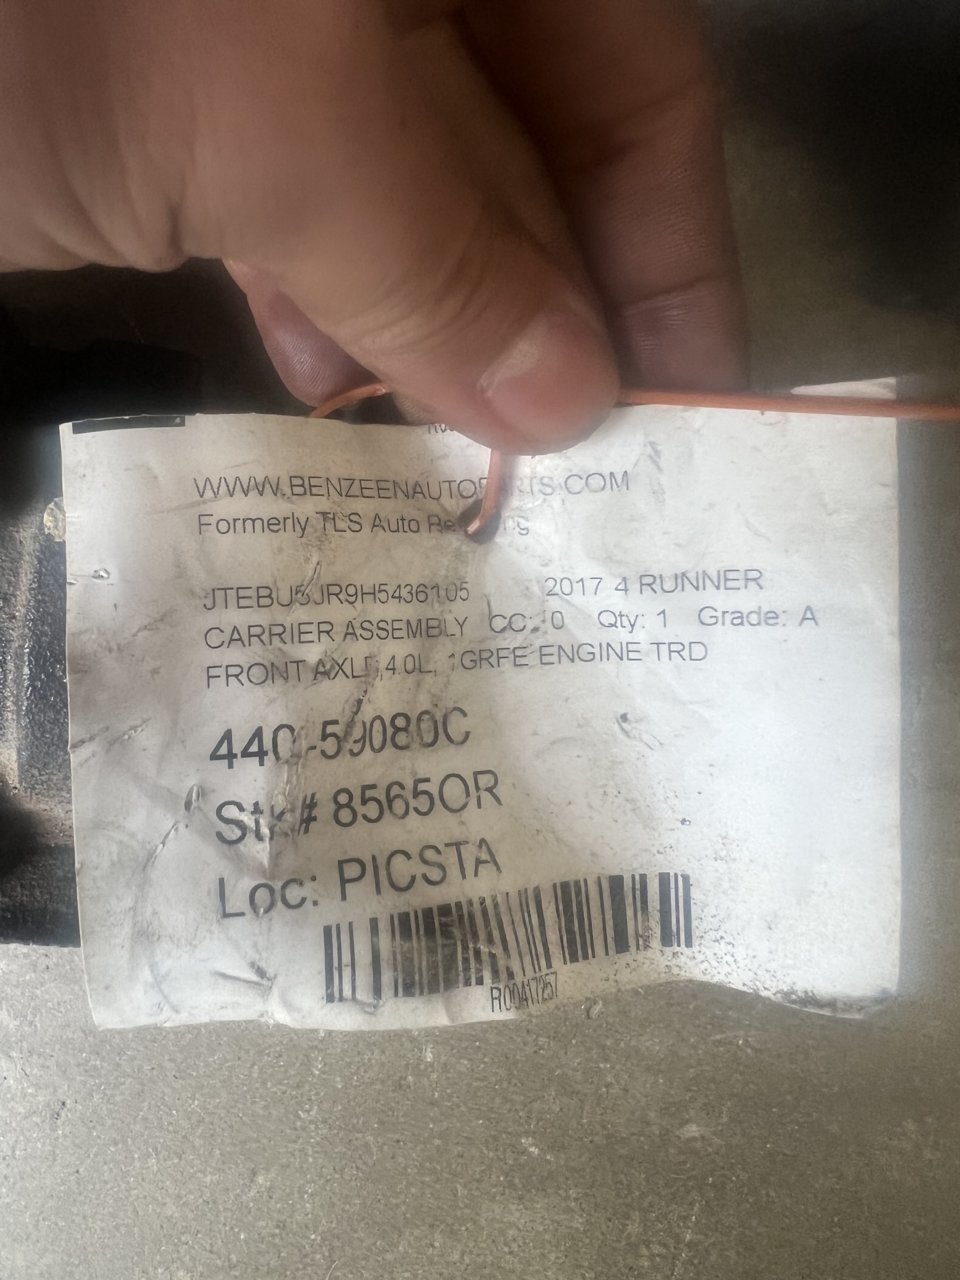 WWW.BENZEENAUTOPARTS.COM
Formerly TLS Auto
JTEBU5JR9H5436105 2017 4 RUNNER
CARRIER ASSEMBLY CC: 0 Qty: 1 Grade: A
FRONT AXLE,4.0L, 1GRFE ENGINE TRD
440-59080C
Stk# 8565OR
Loc: PICSTA
R00417257